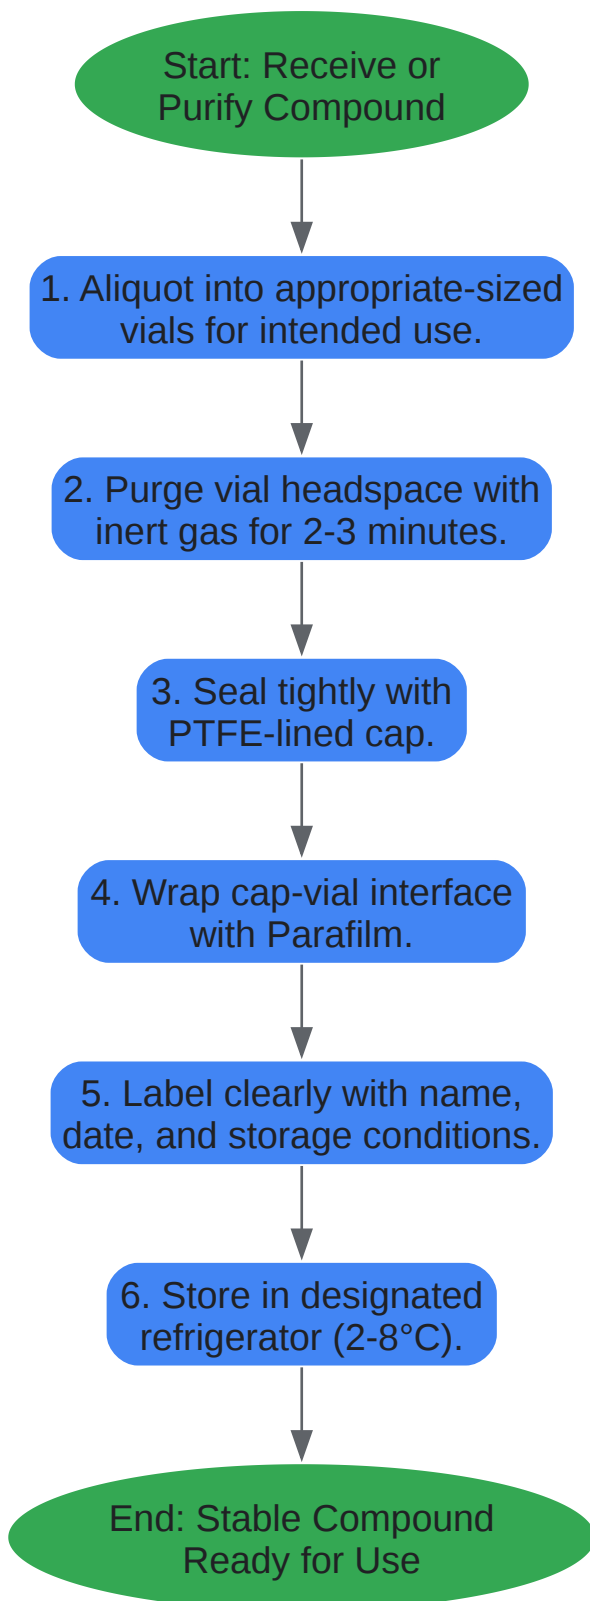 Start: Receive or
Purify Compound
1. Aliquot into appropriate-sized
vials for intended use.
2. Purge vial headspace with
inert gas for 2-3 minutes.
3. Seal tightly with
PTFE-lined cap.
4. Wrap cap-vial interface
with Parafilm.
5. Label clearly with name,
date, and storage conditions.
6. Store in designated
refrigerator (2-8°C).
End: Stable Compound
Ready for Use